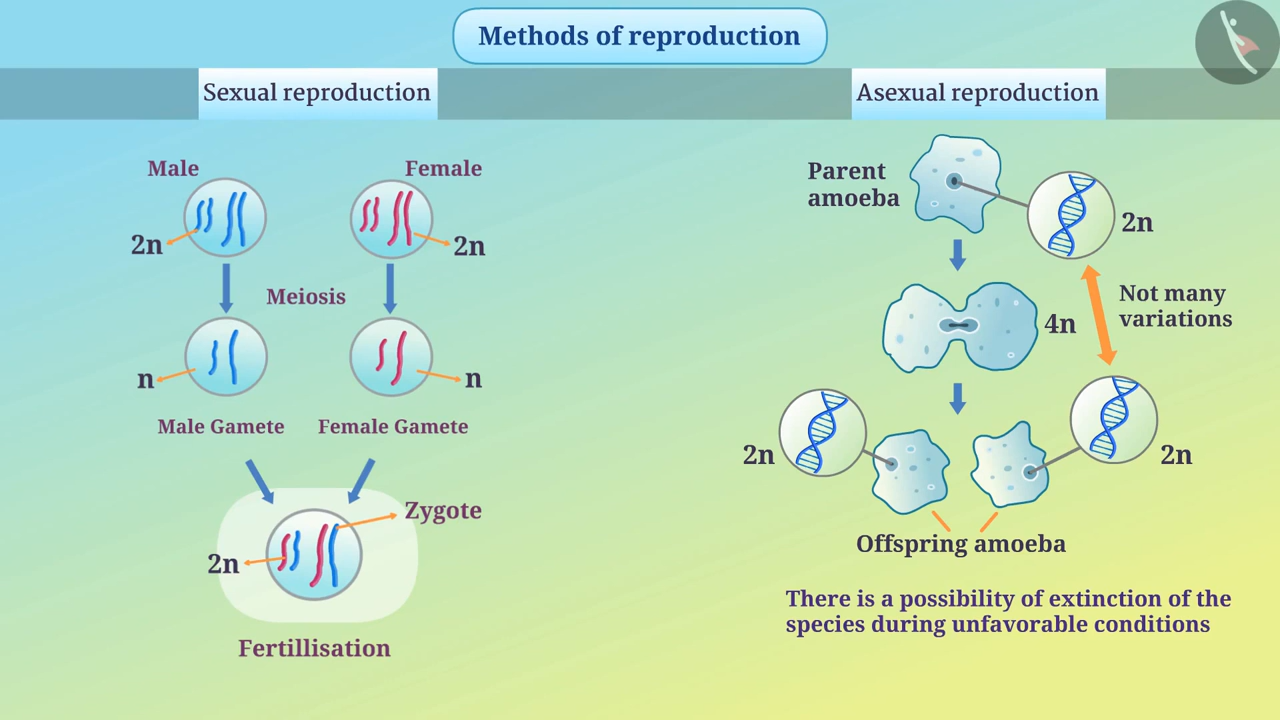 Methods of reproduction
Sexual reproduction
Asexual reproduction
Male
Female
2n
2n
Meiosis
n
n
Male Gamete
Female Gamete
Zygote
2n
Fertillisation
Parent
amoeba
2n
Not many
variations
4n
2n
2n
Offspring amoeba
There is a possibility of extinction of the
species during unfavorable conditions